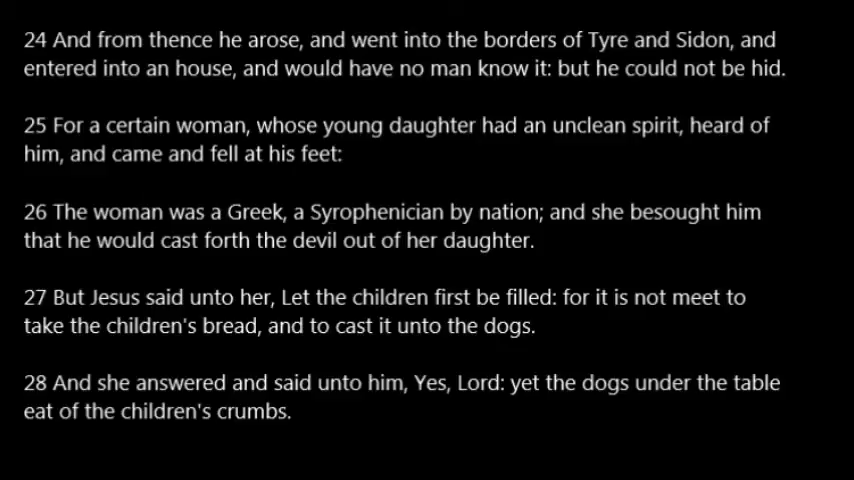 24 And from thence he arose, and went into the borders of Tyre and Sidon, and
entered into an house, and would have no man know it: but he could not be hid.
25 For a certain woman, whose young daughter had an unclean spirit, heard of
him, and came and fell at his feet:
26 The woman was a Greek, a Syrophenician by nation; and she besought him
that he would cast forth the devil out of her daughter.
27 But Jesus said unto her, Let the children first be filled: for it is not meet to
take the children's bread, and to cast it unto the dogs.
28 And she answered and said unto him, Yes, Lord: yet the dogs under the table
eat of the children's crumbs.